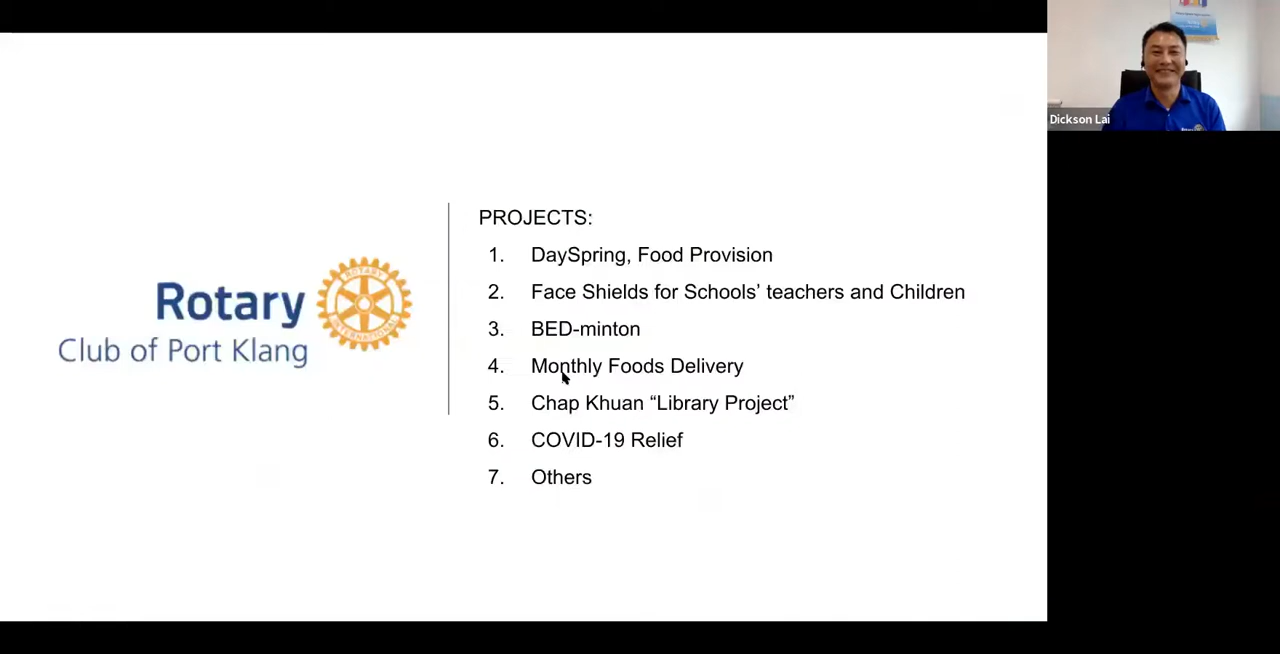 Rotary
Club of Port Klang
ROTARY
INTERNATIONAL
PROJECTS:
1. DaySpring, Food Provision
2. Face Shields for Schools’ teachers and Children
3. BED-minton
4. Monthly Foods Delivery
5. Chap Khuan “Library Project”
6. COVID-19 Relief
7. Others
Dickson Lai